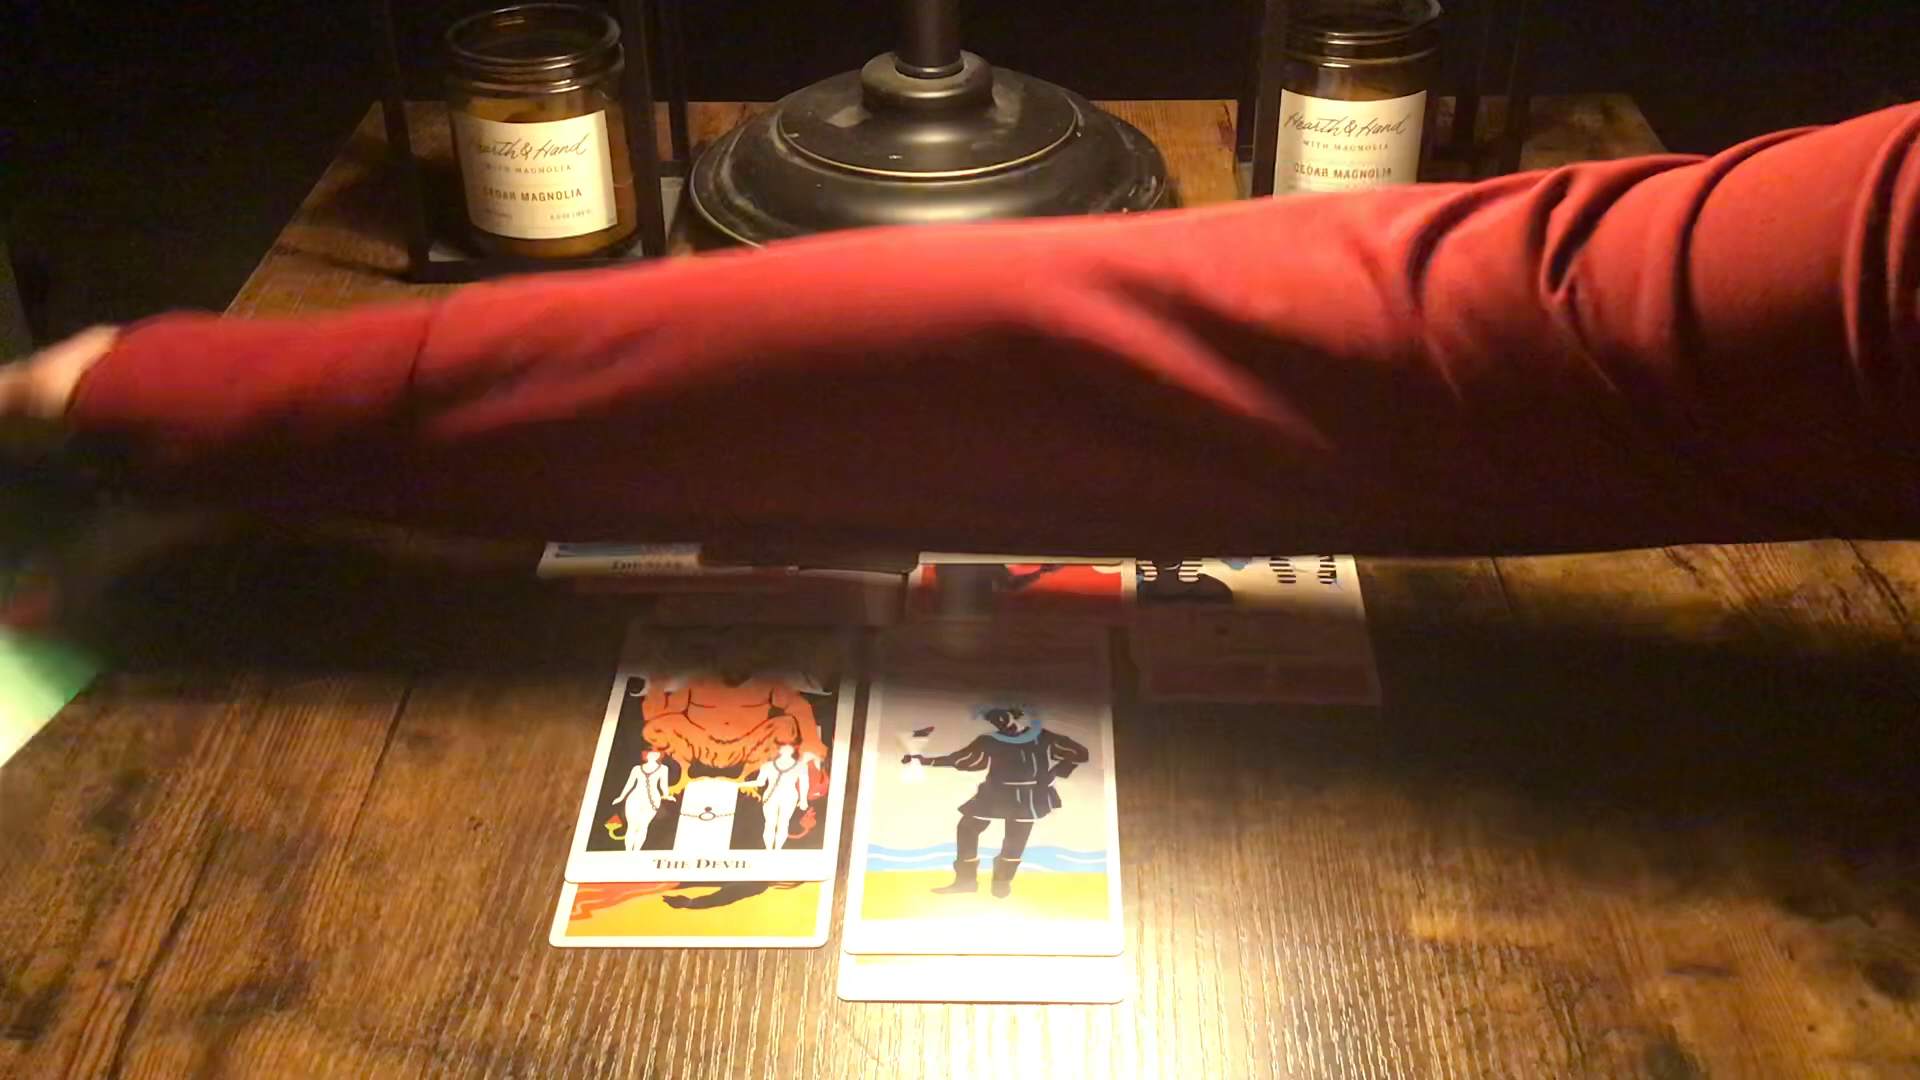 Hearth & Hand
WITH MAGNOLIA
CEDAR MAGNOLIA
Hearth & Hand
WITH MAGNOLIA
CEDAR MAGNOLIA
THE DEVIL